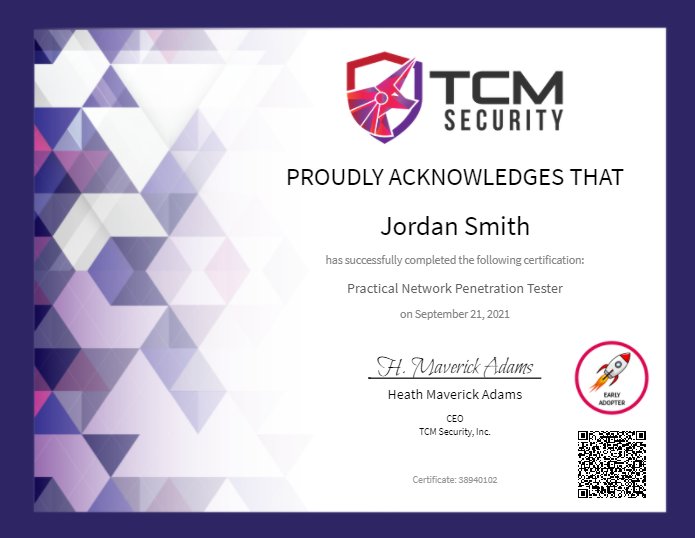 TCM
SECURITY
PROUDLY ACKNOWLEDGES THAT
Jordan Smith
has successfully completed the following certification:
Practical Network Penetration Tester
on September 21, 2021
H. Maverick Adams
Heath Maverick Adams
CEO
TCM Security, Inc.
EARLY
ADOPTER
Certificate: 38940102